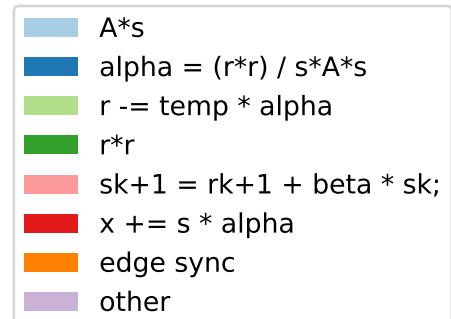 A*s
alpha = (r*r) / s*A*s
r -= temp * alpha
r*r
sk+1 = rk+1 + beta * sk;
x += s * alpha
edge sync
other